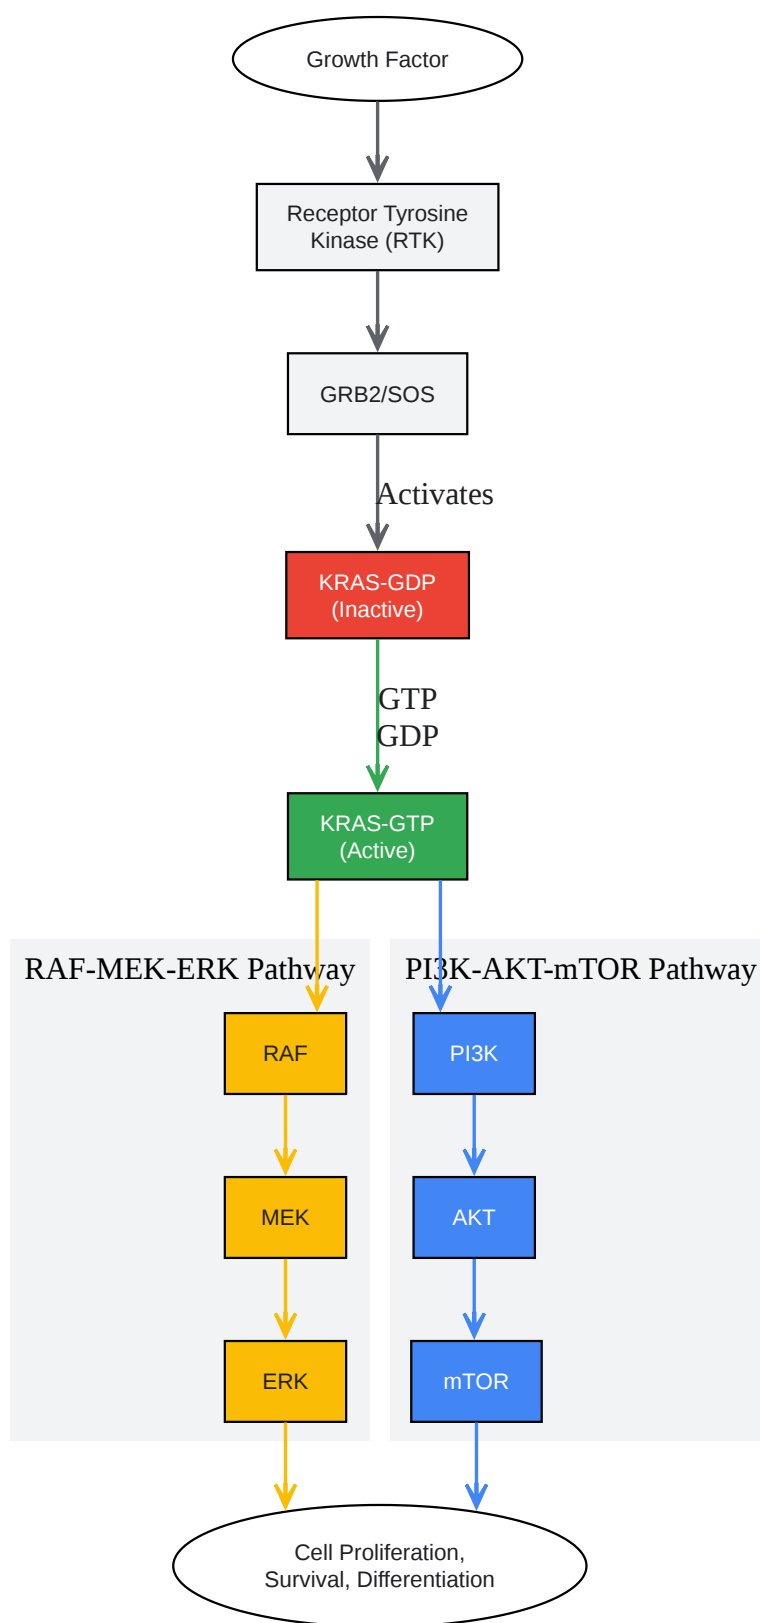 Growth Factor
Receptor Tyrosine
Kinase (RTK)
GRB2/SOS
Activates
KRAS-GDP
(Inactive)
GTP
GDP
KRAS-GTP
(Active)
RAF-MEK-ERK Pathway
PI3K-AKT-mTOR Pathway
RAF
PI3K
MEK
AKT
ERK
mTOR
Cell Proliferation,
Survival, Differentiation